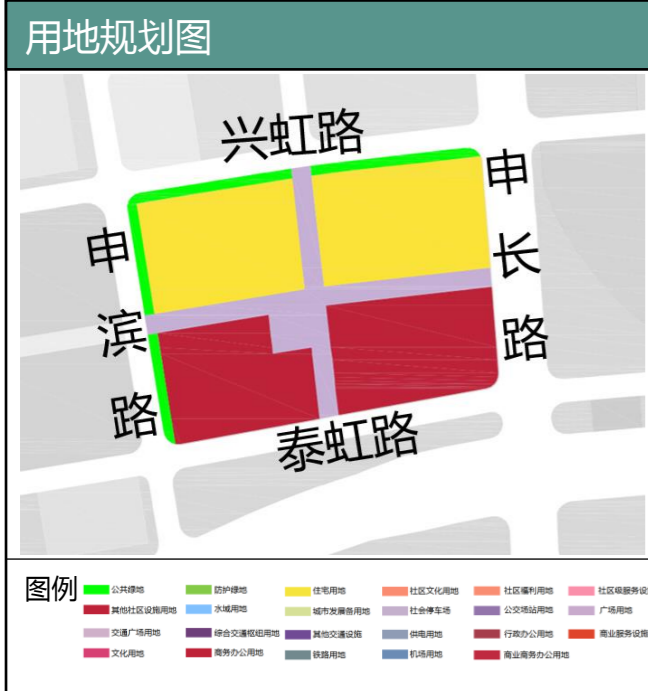 用地规划图
兴虹路
申长路
申滨路
泰虹路
图例
公共绿地 防护绿地 住宅用地 社区文化用地 社区福利用地 社区级服务设
其他社区设施用地 水域用地 城市发展备用地 社会停车场 公交场站用地 广场用地
交通广场用地 综合交通枢纽用地 其他交通设施 供电用地 行政办公用地 商业服务设施
文化用地 商务办公用地 铁路用地 机场用地 商业商务办公用地